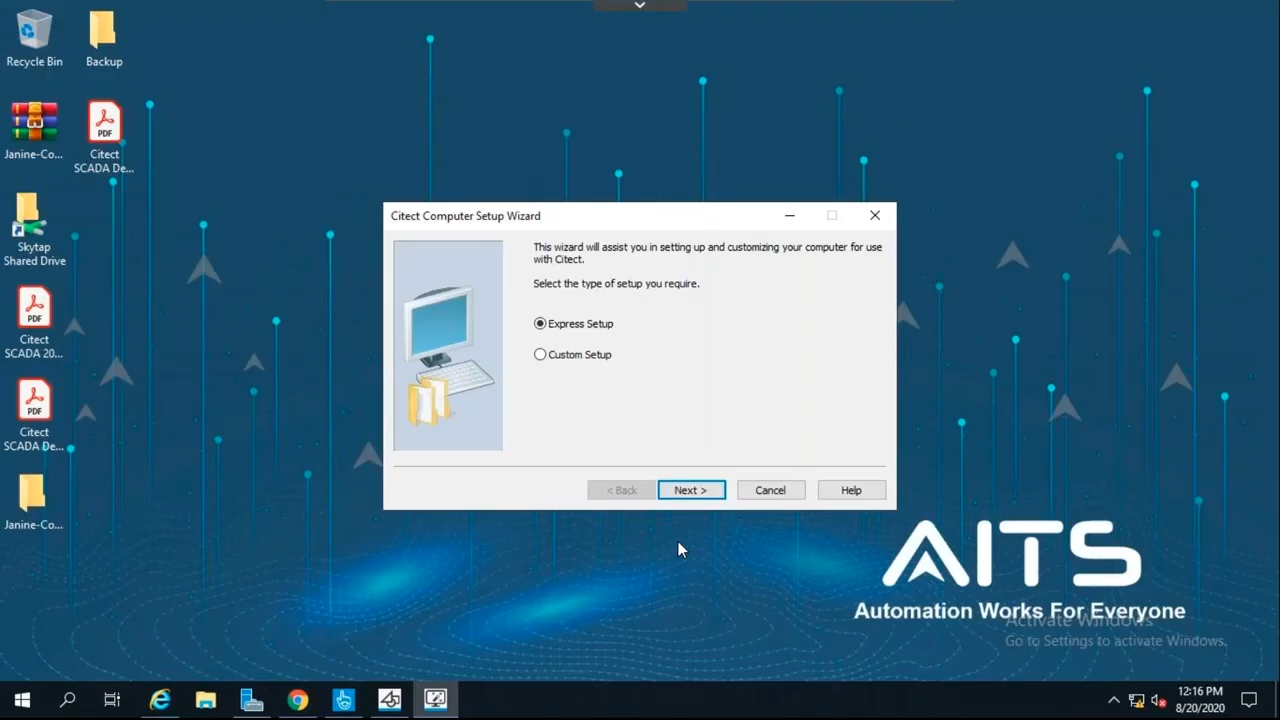 Recycle Bin
Backup
Janine-Co...
PDF
Citect
SCADA De...
Skytap
Shared Drive
PDF
Citect
SCADA 20...
PDF
Citect
SCADA De...
Janine-Co...
Citect Computer Setup Wizard
This wizard will assist you in setting up and customizing your computer for use
with Citect.
Select the type of setup you require.
Express Setup
Custom Setup
< Back
Next >
Cancel
Help
AITS
Automation Works For Everyone
Activate Windows
Go to Settings to activate Windows.
12:16 PM
8/20/2020